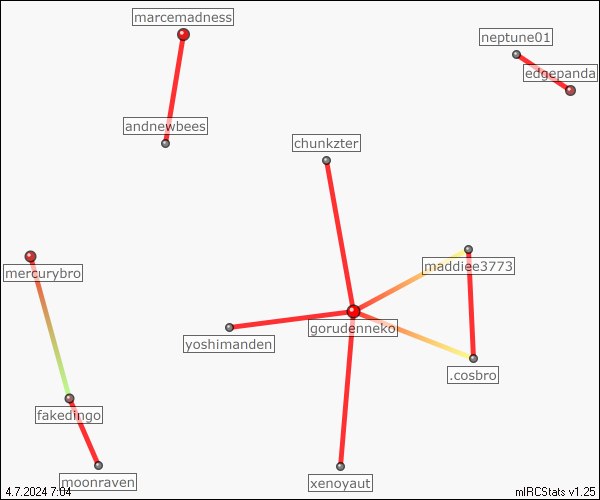 marcemadness
neptune01
edgepanda
andnewbees
chunkzter
maddiee3773
mercurybro
gorudenneko
yoshimanden
.cosbro
fakedingo
moonraven
xenoyaut
4.7.2024 7:04
mIRCStats v1.25